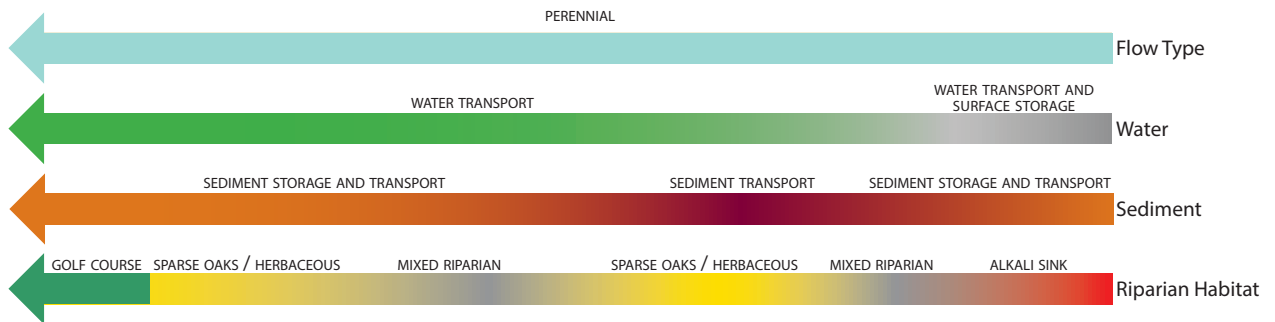 PERENNIAL
Flow Type
WATER TRANSPORT
WATER TRANSPORT AND
SURFACE STORAGE
Water
SEDIMENT STORAGE AND TRANSPORT
SEDIMENT TRANSPORT
SEDIMENT STORAGE AND TRANSPORT
Sediment
GOLF COURSE
SPARSE OAKS / HERBACEOUS
MIXED RIPARIAN
SPARSE OAKS / HERBACEOUS
MIXED RIPARIAN
ALKALI SINK
Riparian Habitat